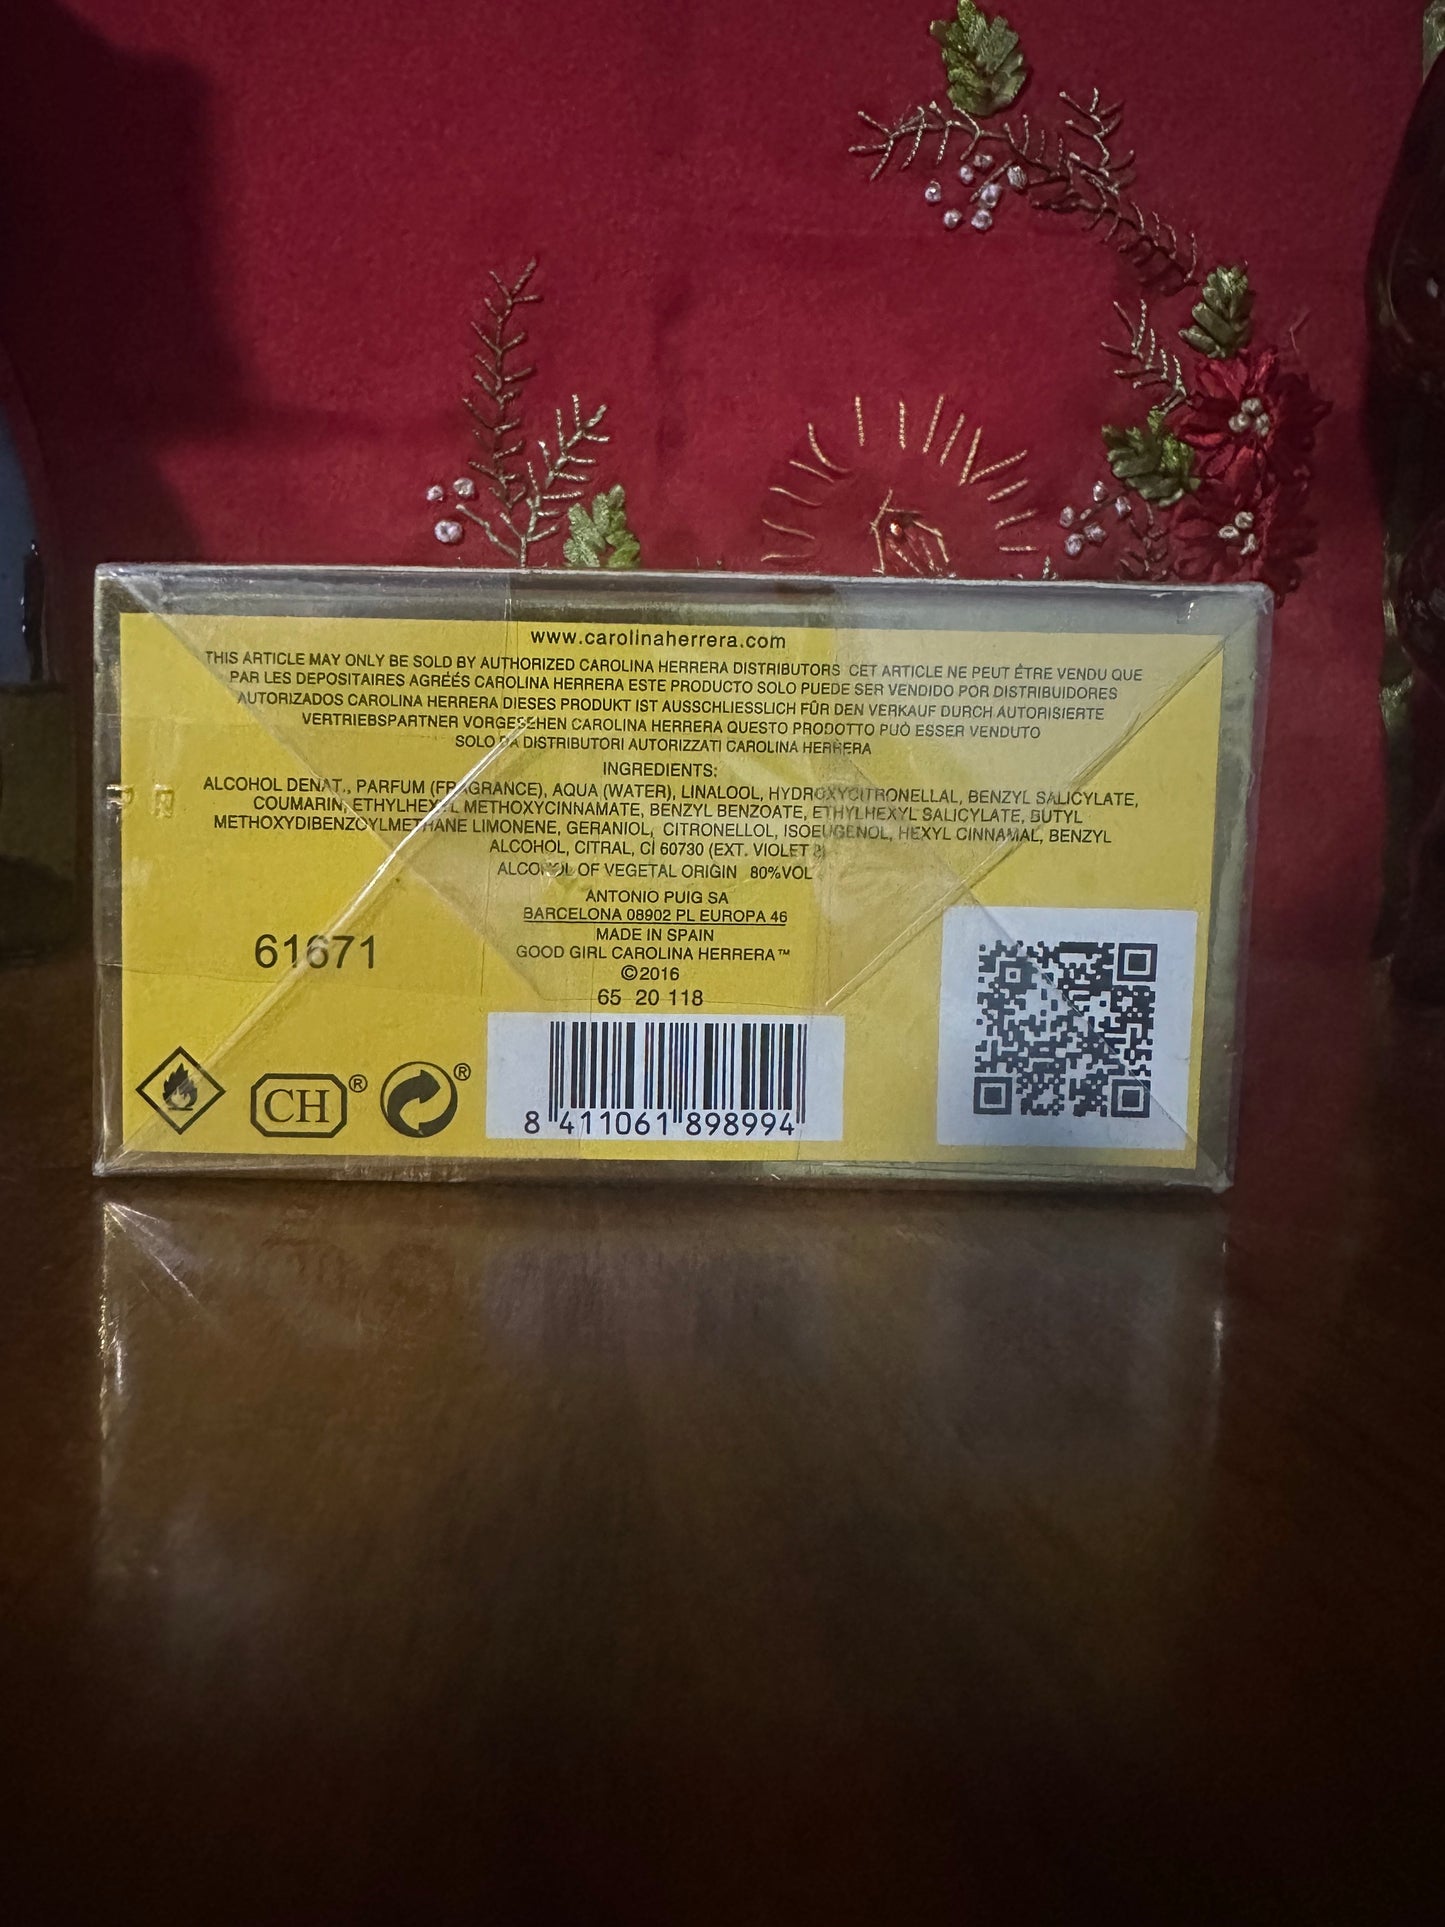 www.carolinaherrera.com
THIS ARTICLE MAY ONLY BE SOLD BY AUTHORIZED CAROLINA HERRERA DISTRIBUTORS CET ARTICLE NE PEUT ÊTRE VENDU QUE
PAR LES DEPOSITAIRES AGRÉÉS CAROLINA HERRERA ESTE PRODUCTO SOLO PUEDE SER VENDIDO POR DISTRIBUIDORES
AUTORIZADOS CAROLINA HERRERA DIESES PRODUKT IST AUSSCHLIESSLICH FÜR DEN VERKAUF DURCH AUTORISIERTE
VERTRIEBSPARTNER VORGESEHEN CAROLINA HERRERA QUESTO PRODOTTO PUÒ ESSER VENDUTO
SOLO DA DISTRIBUTORI AUTORIZZATI CAROLINA HERRERA
INGREDIENTS:
ALCOHOL DENAT., PARFUM (FRAGRANCE), AQUA (WATER), LINALOOL, HYDROXYCITRONELLAL, BENZYL SALICYLATE,
COUMARIN, ETHYLHEXYL METHOXYCINNAMATE, BENZYL BENZOATE, ETHYLHEXYL SALICYLATE, BUTYL
METHOXYDIBENZOYLMETHANE LIMONENE, GERANIOL, CITRONELLOL, ISOEUGENOL, HEXYL CINNAMAL, BENZYL
ALCOHOL, CITRAL, CI 60730 (EXT. VIOLET 2)
ALCOHOL OF VEGETAL ORIGIN 80%VOL
ANTONIO PUIG SA
BARCELONA 08902 PL EUROPA 46
MADE IN SPAIN
GOOD GIRL CAROLINA HERRERA™
©2016
65 20 118
61671
CH®
®
8 411061 898994